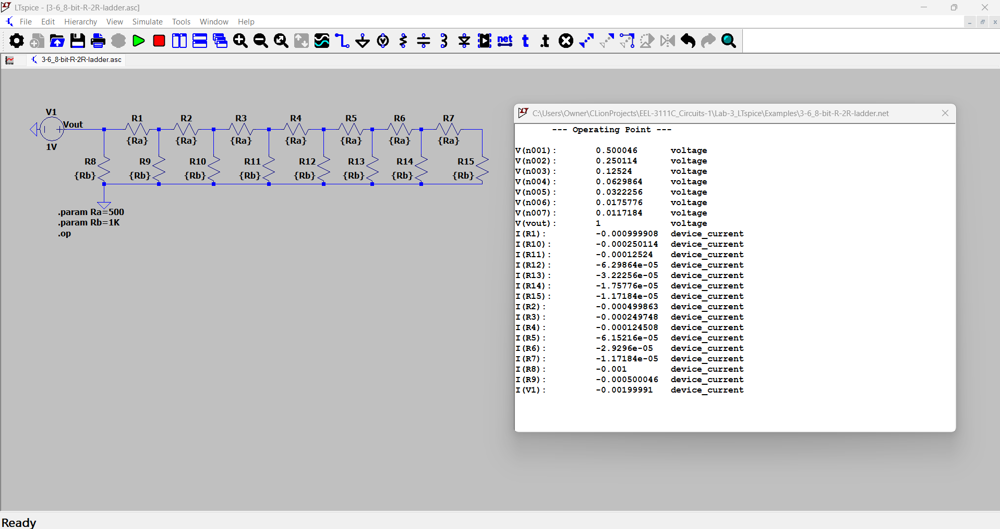 LTspice - [3-6_8-bit-R-2R-ladder.asc]
File Edit Hierarchy View Simulate Tools Window Help
net t .t
3-6_8-bit-R-2R-ladder.asc
V1
Vout
1V
R1 R2 R3 R4 R5 R6 R7
{Ra} {Ra} {Ra} {Ra} {Ra} {Ra} {Ra}
R8 R9 R10 R11 R12 R13 R14 R15
{Rb} {Rb} {Rb} {Rb} {Rb} {Rb} {Rb} {Rb}
.param Ra=500
.param Rb=1K
.op
C:\Users\Owner\CLionProjects\EEL-3111C_Circuits-1\Lab-3_LTspice\Examples\3-6_8-bit-R-2R-ladder.net
--- Operating Point ---
V(n001): 0.500046 voltage
V(n002): 0.250114 voltage
V(n003): 0.12524 voltage
V(n004): 0.0629864 voltage
V(n005): 0.0322256 voltage
V(n006): 0.0175776 voltage
V(n007): 0.0117184 voltage
V(vout): 1 voltage
I(R1): -0.000999908 device_current
I(R10): -0.000250114 device_current
I(R11): -0.00012524 device_current
I(R12): -6.29864e-05 device_current
I(R13): -3.22256e-05 device_current
I(R14): -1.75776e-05 device_current
I(R15): -1.17184e-05 device_current
I(R2): -0.000499863 device_current
I(R3): -0.000249748 device_current
I(R4): -0.000124508 device_current
I(R5): -6.15216e-05 device_current
I(R6): -2.9296e-05 device_current
I(R7): -1.17184e-05 device_current
I(R8): -0.001 device_current
I(R9): -0.000500046 device_current
I(V1): -0.00199991 device_current
Ready